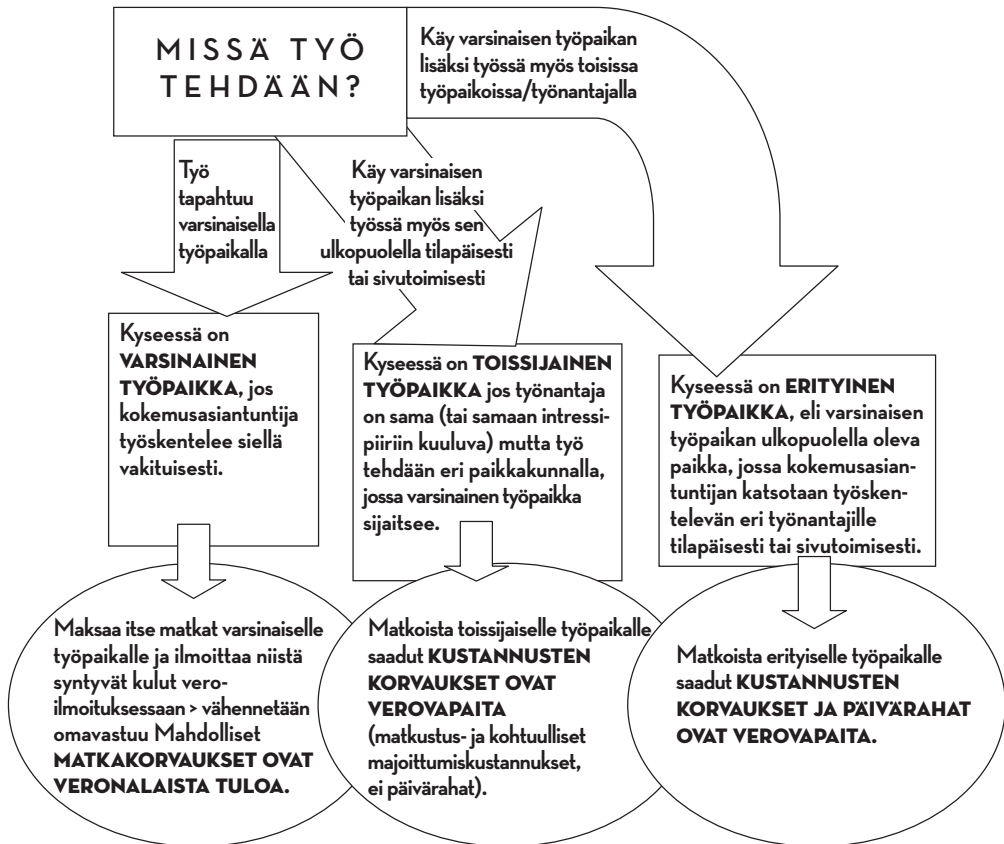 MISSÄ TYÖ
TEHDÄÄN?
Käy varsinaisen työpaikan
lisäksi työssä myös toisissa
työpaikoissa/työnantajalla
Työ
tapahtuu
varsinaisella
työpaikalla
Käy varsinaisen
työpaikan lisäksi
työssä myös sen
ulkopuolella tilapäisesti
tai sivutoimisesti
Kyseessä on
VARSINAINEN
TYÖPAIKKA, jos
kokemusasiantuntija
työskentelee siellä
vakituisesti.
Kyseessä on TOISSIJAINEN
TYÖPAIKKA jos työnantaja
on sama (tai samaan intressi-
piiriin kuuluva) mutta työ
tehdään eri paikkakunnalla,
jossa varsinainen työpaikka
sijaitsee.
Kyseessä on ERITYINEN
TYÖPAIKKA, eli varsinaisen
työpaikan ulkopuolella oleva
paikka, jossa kokemusasian-
tuntijan katsotaan työsken-
televän eri työnantajille
tilapäisesti tai sivutoimisesti.
Maksaa itse matkat varsinaiselle
työpaikalle ja ilmoittaa niistä
syntyvät kulut vero-
ilmoituksessaan > vähennetään
omavastuu Mahdolliset
MATKAKORVAUKSET OVAT
VERONALAISTA TULOA.
Matkoista toissijaiselle työpaikalle
saadut KUSTANNUSTEN
KORVAUKSET OVAT
VEROVAPAITA
(matkustus- ja kohtuulliset
majoittumiskustannukset,
ei päivärahat).
Matkoista erityiselle työpaikalle
saadut KUSTANNUSTEN
KORVAUKSET JA PÄIVÄRAHAT
OVAT VEROVAPAITA.